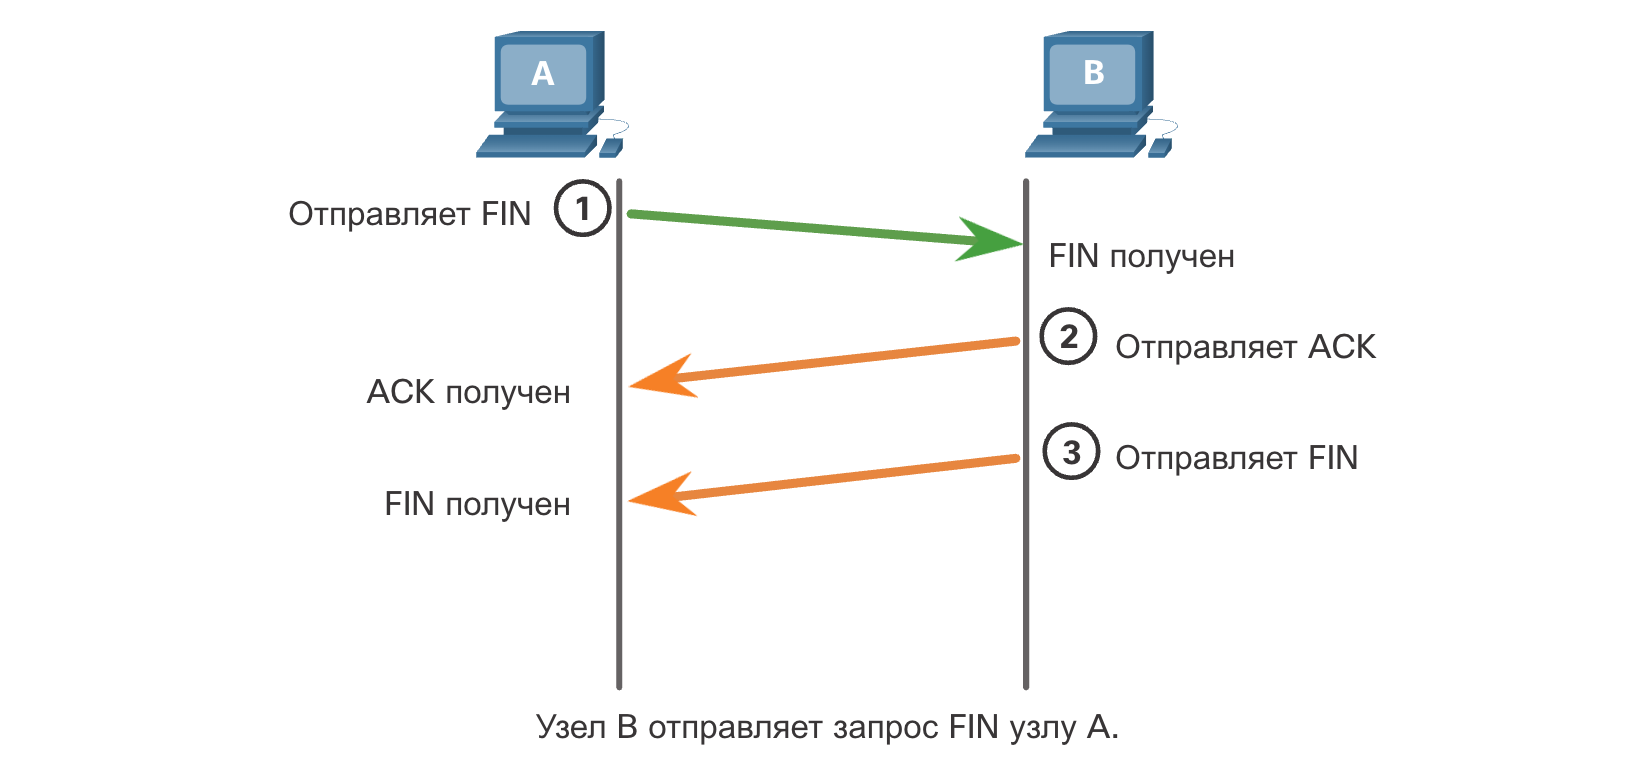 A
B
Отправляет FIN
1
FIN получен
2
Отправляет ACK
ACK получен
3
Отправляет FIN
FIN получен
Узел B отправляет запрос FIN узлу A.